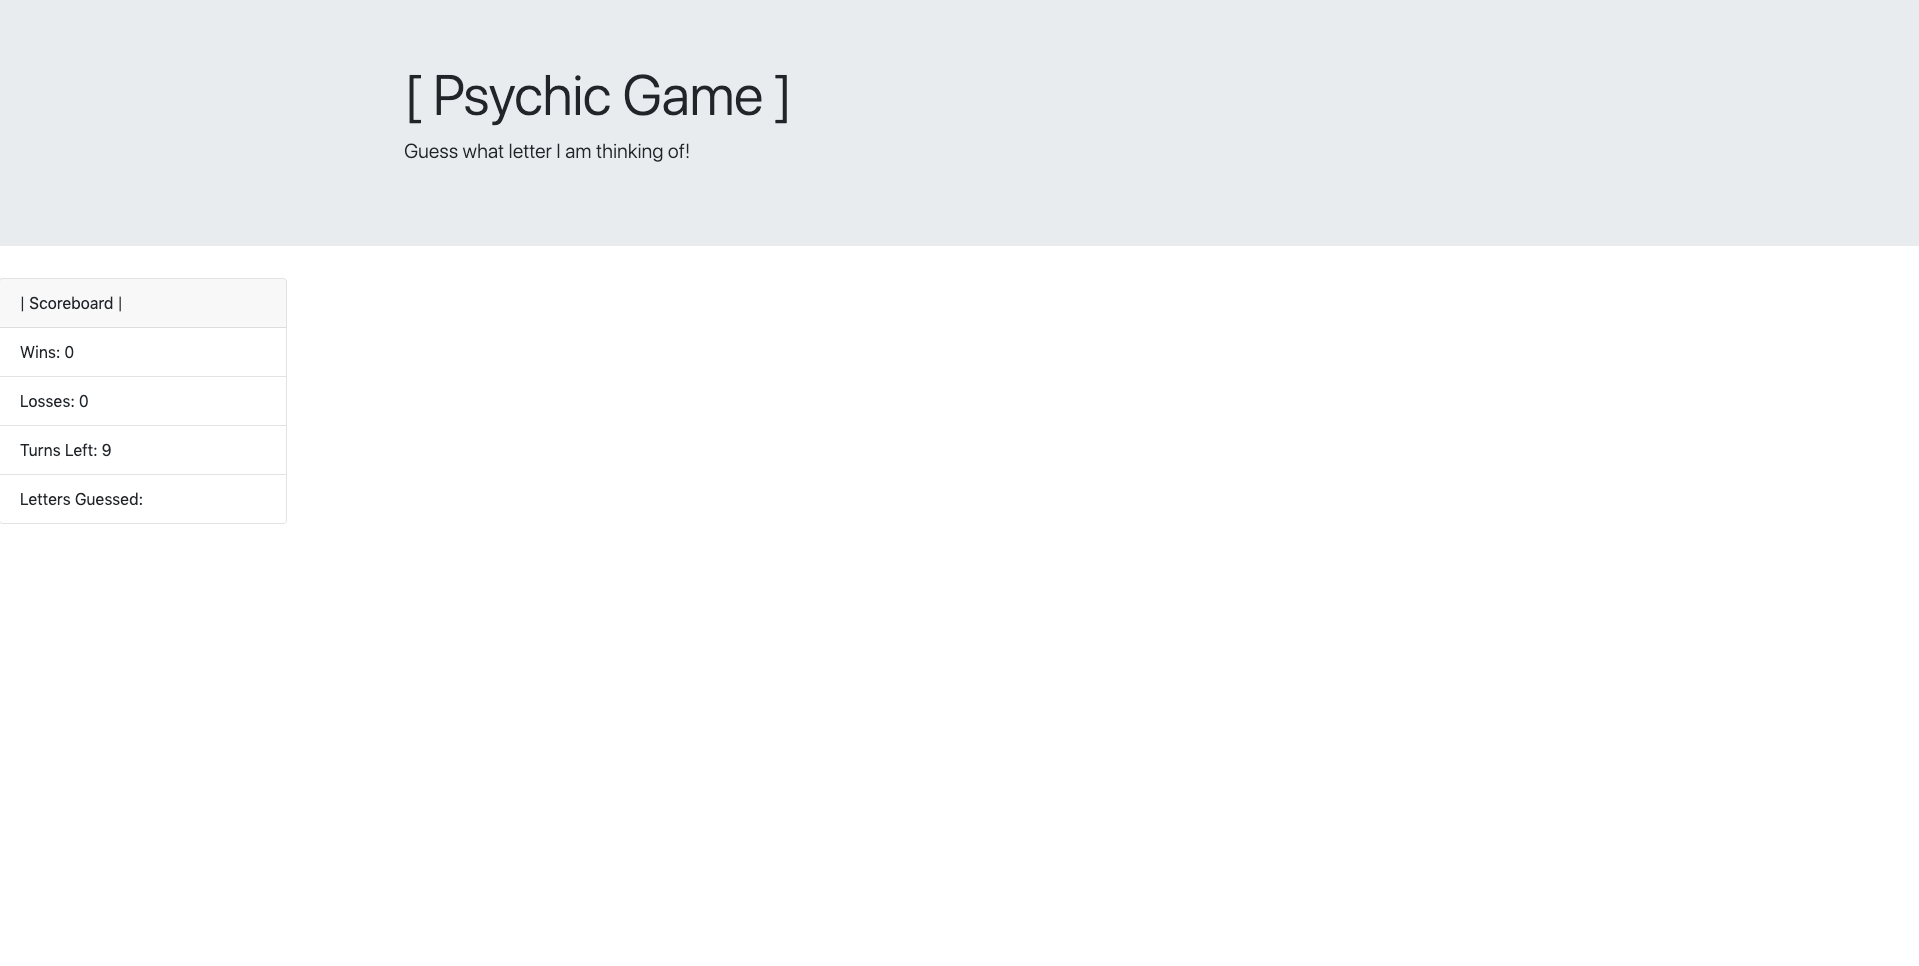 [ Psychic Game ]
Guess what letter I am thinking of!
| Scoreboard |
Wins: 0
Losses: 0
Turns Left: 9
Letters Guessed: